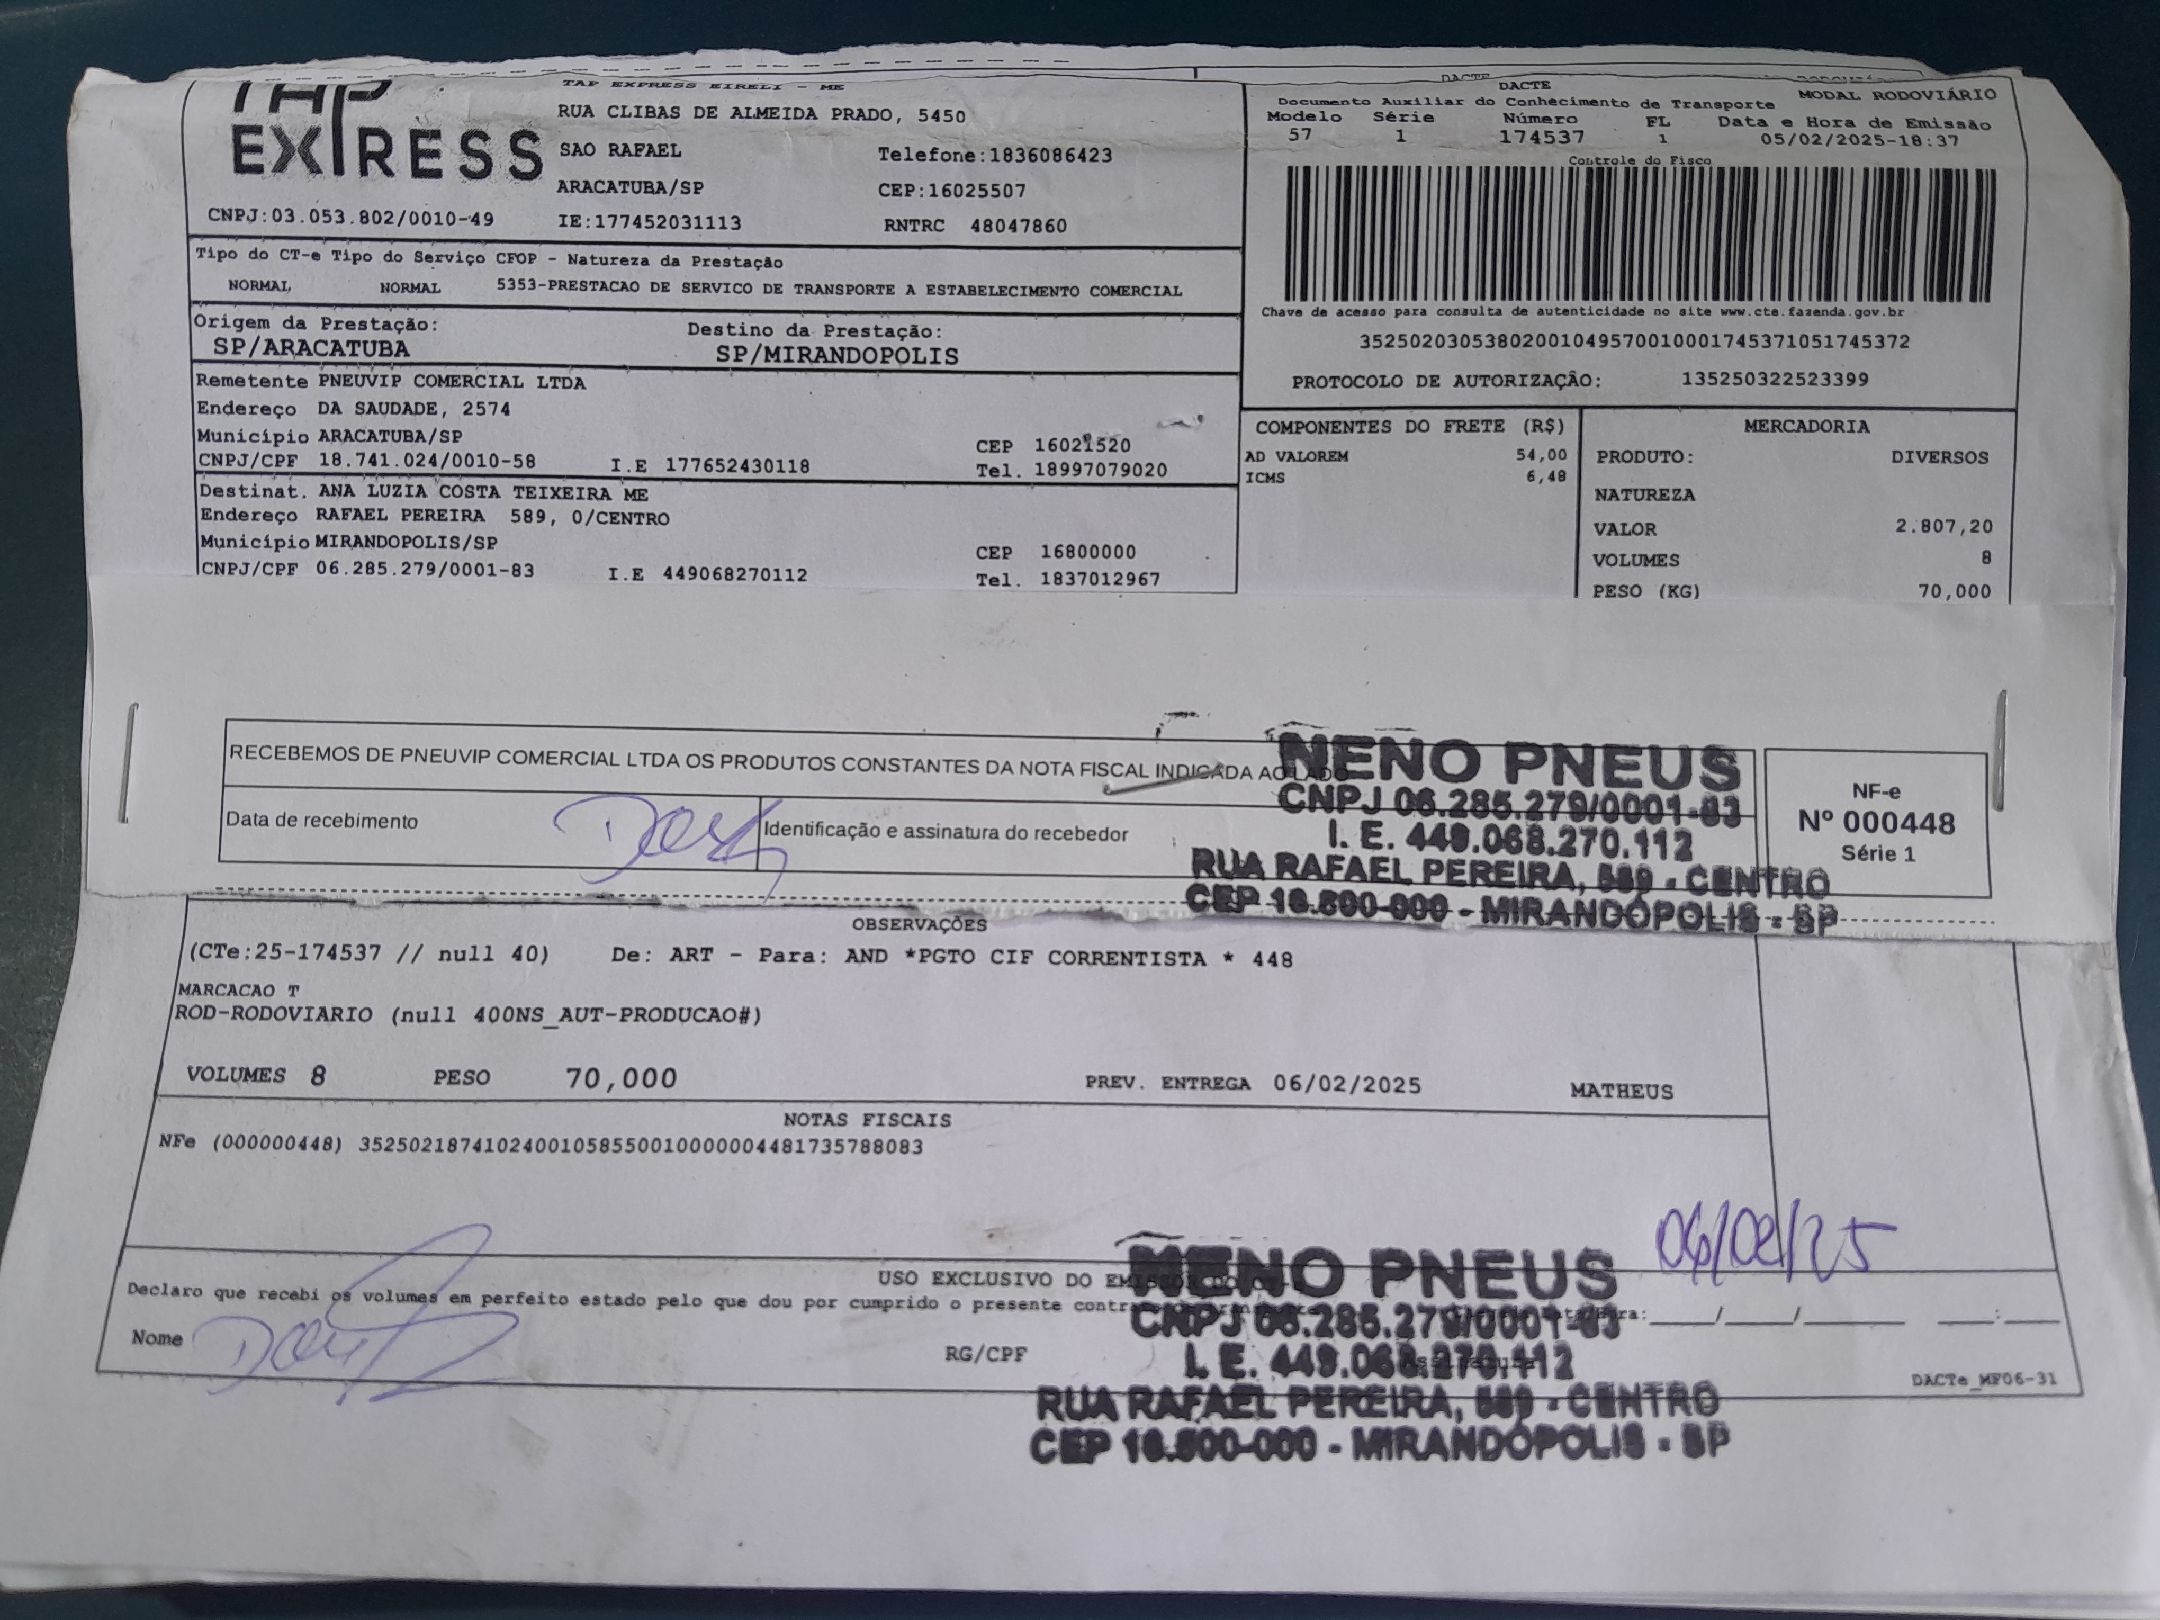 TAP
EXPRESS
TAP EXPRESS EIRELI - ME
RUA CLIBAS DE ALMEIDA PRADO, 5450
SAO RAFAEL Telefone:1836086423
ARACATUBA/SP CEP:16025507
CNPJ:03.053.802/0010-49 IE:177452031113 RNTRC 48047860
DACTE
DACTE
Documento Auxiliar do Conhecimento de Transporte MODAL RODOVIÁRIO
Modelo Série Número FL Data e Hora de Emissão
57 1 174537 1 05/02/2025-18:37
Controle do Fisco
Chave de acesso para consulta de autenticidade no site www.cte.fazenda.gov.br
35250203053802001049570010001745371051745372
PROTOCOLO DE AUTORIZAÇÃO: 135250322523399
Tipo do CT-e Tipo do Serviço CFOP - Natureza da Prestação
NORMAL NORMAL 5353-PRESTACAO DE SERVICO DE TRANSPORTE A ESTABELECIMENTO COMERCIAL
Origem da Prestação: Destino da Prestação:
SP/ARACATUBA SP/MIRANDOPOLIS
Remetente PNEUVIP COMERCIAL LTDA
Endereço DA SAUDADE, 2574
Município ARACATUBA/SP CEP 16021520
CNPJ/CPF 18.741.024/0010-58 I.E 177652430118 Tel. 18997079020
Destinat. ANA LUZIA COSTA TEIXEIRA ME
Endereço RAFAEL PEREIRA 589, 0/CENTRO
Município MIRANDOPOLIS/SP CEP 16800000
CNPJ/CPF 06.285.279/0001-83 I.E 449068270112 Tel. 1837012967
COMPONENTES DO FRETE (R$)
AD VALOREM 54,00
ICMS 6,48
MERCADORIA
PRODUTO: DIVERSOS
NATUREZA
VALOR 2.807,20
VOLUMES 8
PESO (KG) 70,000
RECEBEMOS DE PNEUVIP COMERCIAL LTDA OS PRODUTOS CONSTANTES DA NOTA FISCAL INDICADA AO LADO
Data de recebimento Identificação e assinatura do recebedor
NENO PNEUS
CNPJ 06.285.279/0001-83
I. E. 449.068.270.112
RUA RAFAEL PEREIRA, 589 - CENTRO
CEP 16.800-000 - MIRANDÓPOLIS - SP
NF-e
Nº 000448
Série 1
OBSERVAÇÕES
(CTe:25-174537 // null 40) De: ART - Para: AND *PGTO CIF CORRENTISTA * 448
MARCACAO T
ROD-RODOVIARIO (null 400NS_AUT-PRODUCAO#)
VOLUMES 8 PESO 70,000 PREV. ENTREGA 06/02/2025 MATHEUS
NOTAS FISCAIS
NFe (000000448) 35250218741024001058550010000004481735788083
06/02/25
USO EXCLUSIVO DO
Declaro que recebi os volumes em perfeito estado pelo que dou por cumprido o presente
Nome RG/CPF
NENO PNEUS
CNPJ 06.285.279/0001-83
I. E. 449.068.270.112
RUA RAFAEL PEREIRA, 589 - CENTRO
CEP 16.800-000 - MIRANDÓPOLIS - SP
DACTe_MF06-31